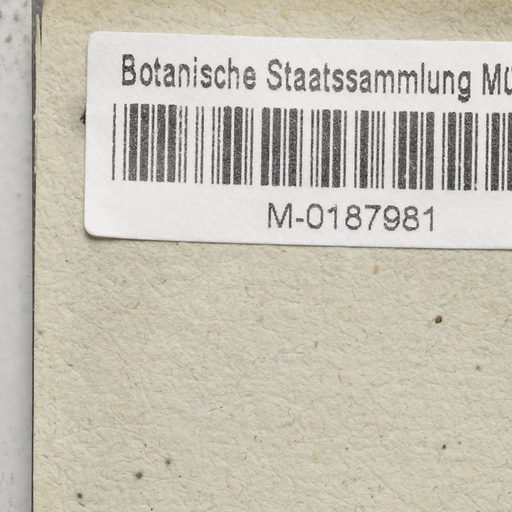 Botanische Staatssammlung Mü
M-0187981